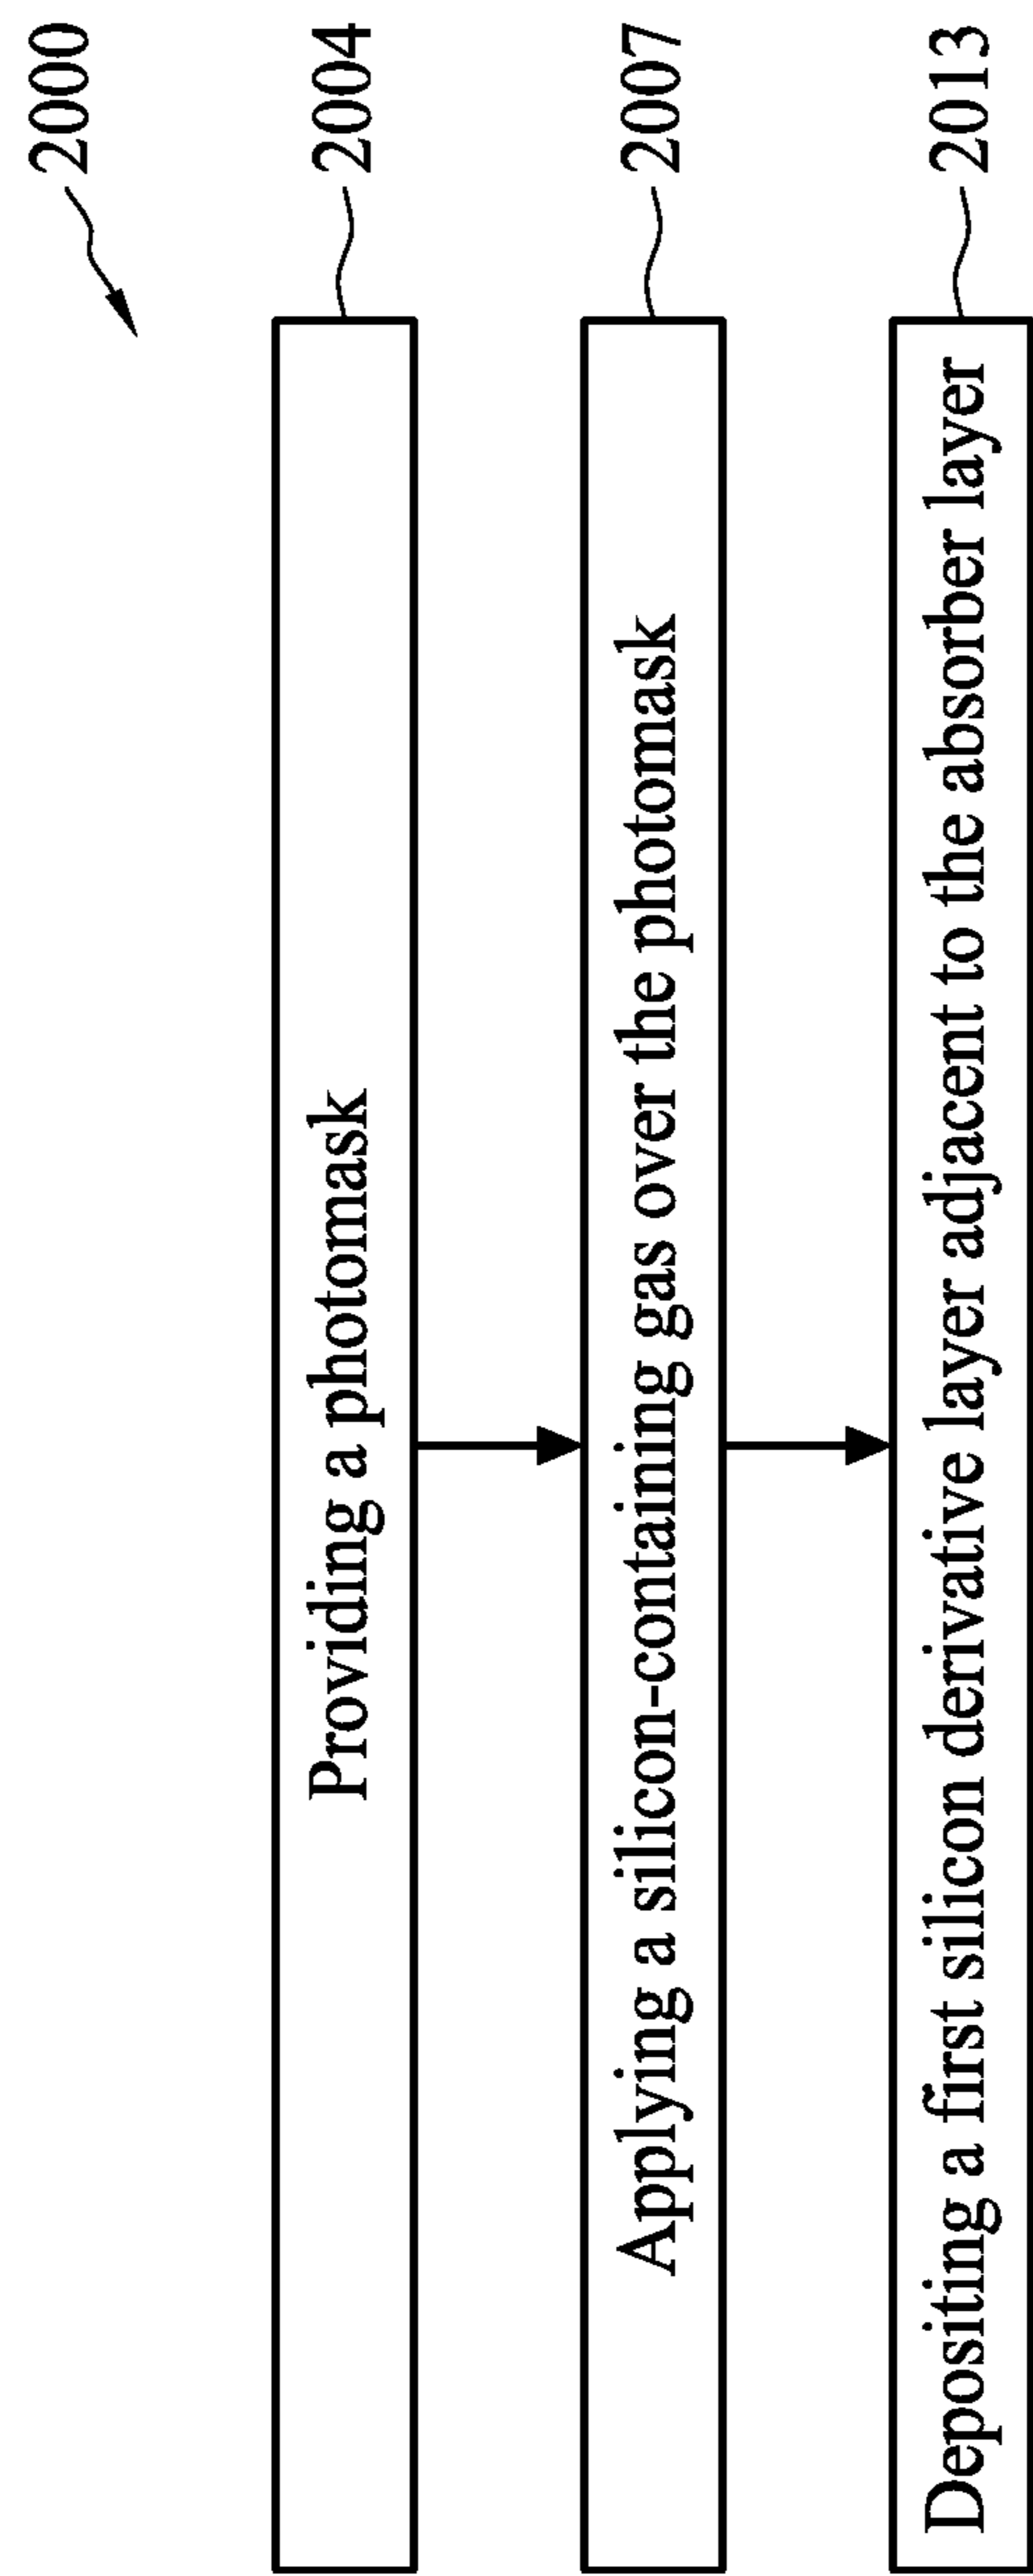 2000
Providing a photomask
2004
Applying a silicon-containing gas over the photomask
2007
Depositing a first silicon derivative layer adjacent to the absorber layer
2013